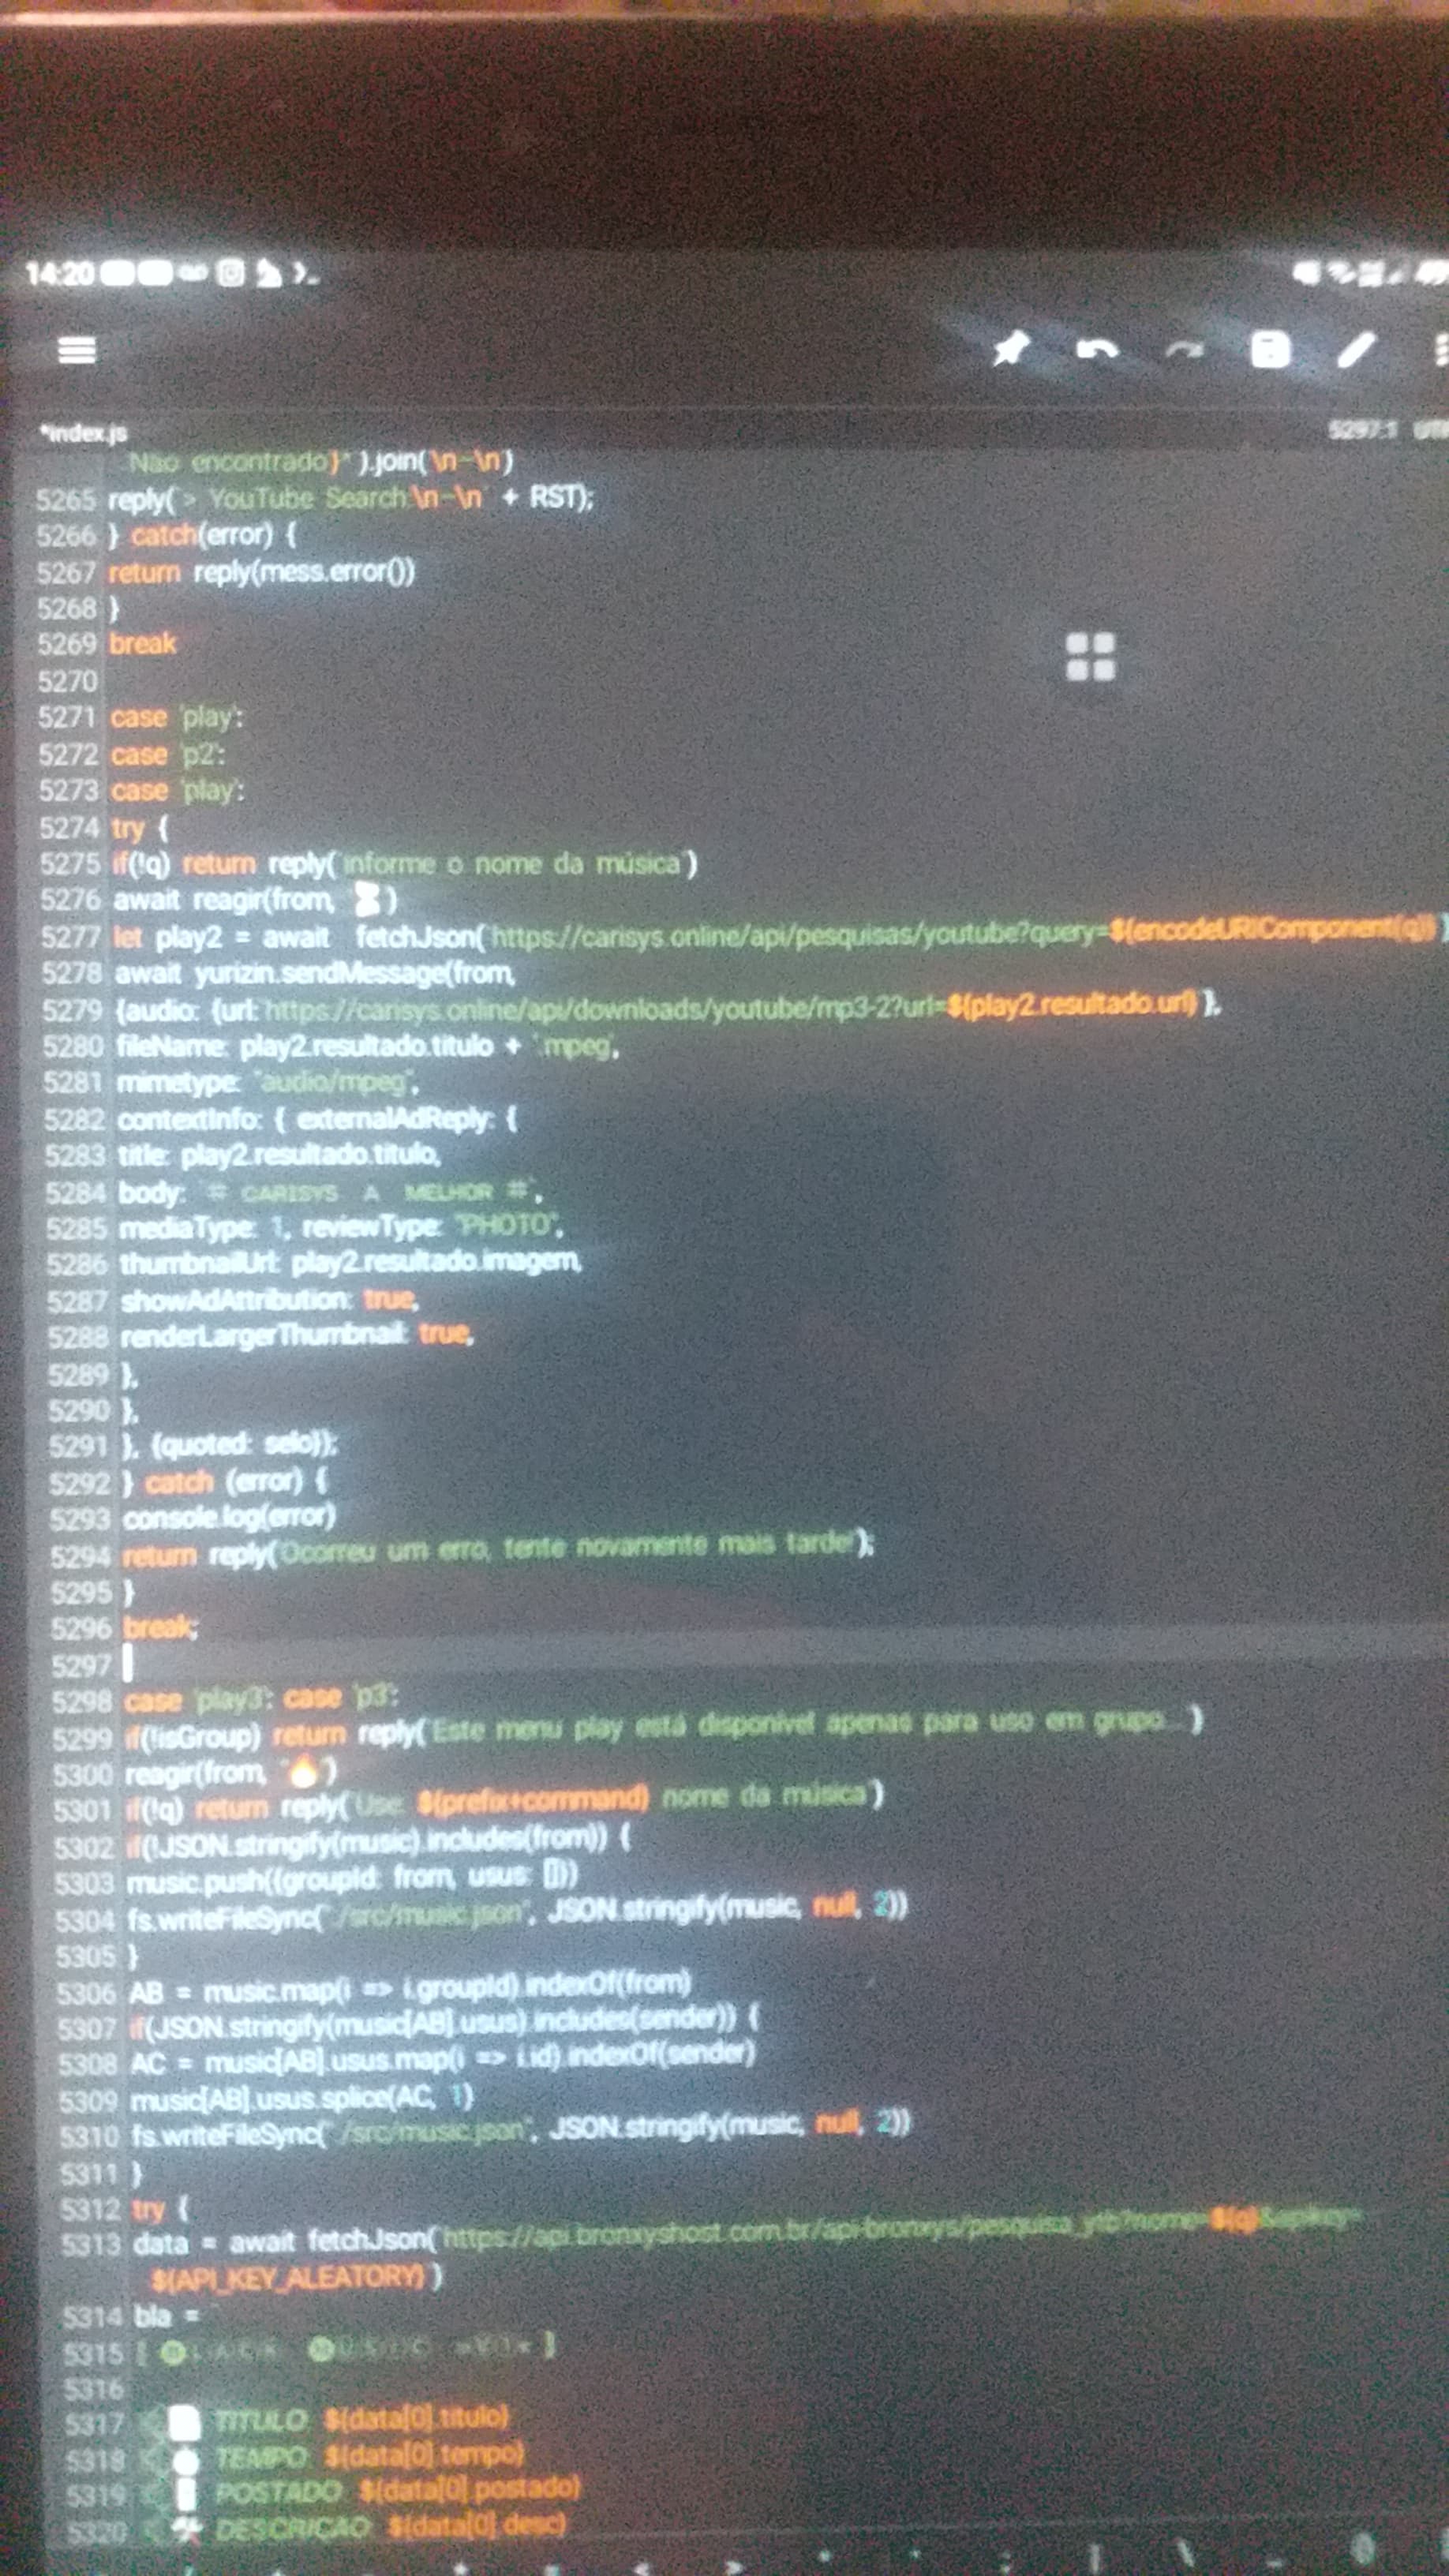 14:20
*index.js 5297:1
Não encontrado}` ).join(`\n-\n`)
5265 reply(`> YouTube Search:\n-\n` + RST);
5266 } catch(error) {
5267 return reply(mess.error())
5268 }
5269 break
5270
5271 case 'play':
5272 case 'p2':
5273 case 'play':
5274 try {
5275 if(!q) return reply(`Informe o nome da música`)
5276 await reagir(from, `⌛`)
5277 let play2 = await fetchJson(`https://carisys.online/api/pesquisas/youtube?query=${encodeURIComponent(q)}`)
5278 await yurizin.sendMessage(from,
5279 {audio: {url: `https://carisys.online/api/downloads/youtube/mp3-2?url=${play2.resultado.url}`},
5280 fileName: play2.resultado.titulo + '.mpeg',
5281 mimetype: "audio/mpeg",
5282 contextInfo: { externalAdReply: {
5283 title: play2.resultado.titulo,
5284 body: `⌗ ᴄᴀʀɪsʏs ᴀ ᴍᴇʟʜᴏʀ ⌗`,
5285 mediaType: 1, reviewType: "PHOTO",
5286 thumbnailUrl: play2.resultado.imagem,
5287 showAdAttribution: true,
5288 renderLargerThumbnail: true,
5289 },
5290 },
5291 }, {quoted: selo});
5292 } catch (error) {
5293 console.log(error)
5294 return reply('Ocorreu um erro, tente novamente mais tarde');
5295 }
5296 break;
5297
5298 case 'play3': case 'p3':
5299 if(!isGroup) return reply(`Este menu play está disponível apenas para uso em grupo...`)
5300 reagir(from, "🔥")
5301 if(!q) return reply(`Use: ${prefix+command} nome da música`)
5302 if(!JSON.stringify(music).includes(from)) {
5303 music.push({groupId: from, usus: []})
5304 fs.writeFileSync("./src/music.json", JSON.stringify(music, null, 2))
5305 }
5306 AB = music.map(i => i.groupId).indexOf(from)
5307 if(JSON.stringify(music[AB].usus).includes(sender)) {
5308 AC = music[AB].usus.map(i => i.id).indexOf(sender)
5309 music[AB].usus.splice(AC, 1)
5310 fs.writeFileSync("./src/music.json", JSON.stringify(music, null, 2))
5311 }
5312 try {
5313 data = await fetchJson(`https://api.bronxyshost.com.br/api-bronxys/pesquisa_ytb?nome=${q}&apikey=
${API_KEY_ALEATORY}`)
5314 bla = `
5315
5316
5317 TITULO: ${data[0].titulo}
5318 TEMPO: ${data[0].tempo}
5319 POSTADO: ${data[0].postado}
5320 DESCRIÇÃO: ${data[0].desc}